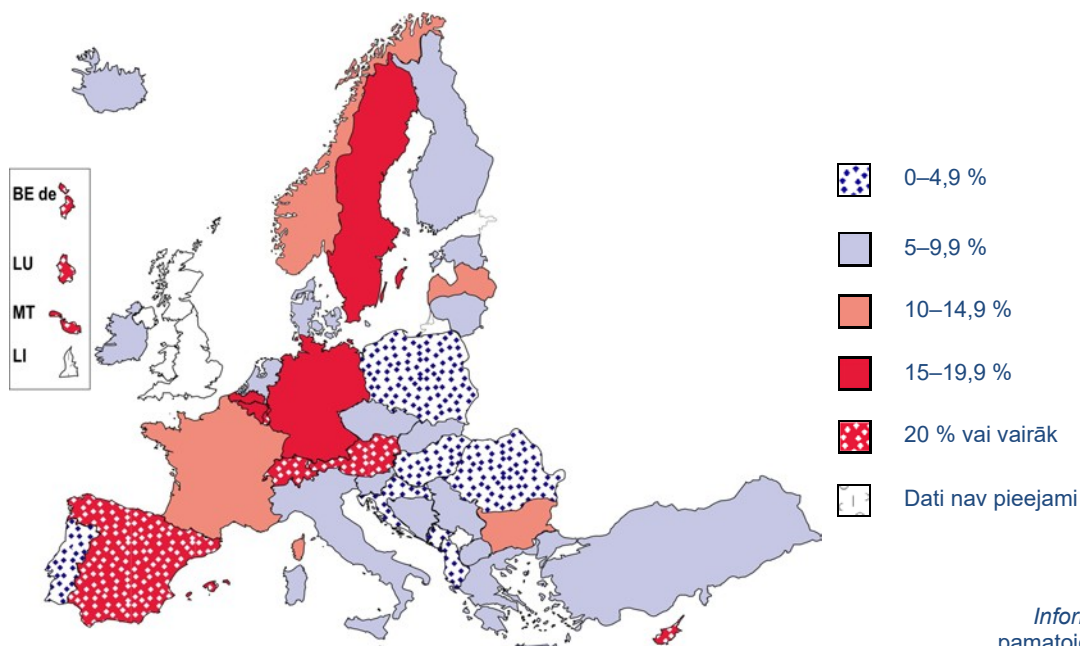 BE de
LU
MT
LI
0–4,9 %
5–9,9 %
10–14,9 %
15–19,9 %
20 % vai vairāk
Dati nav pieejami